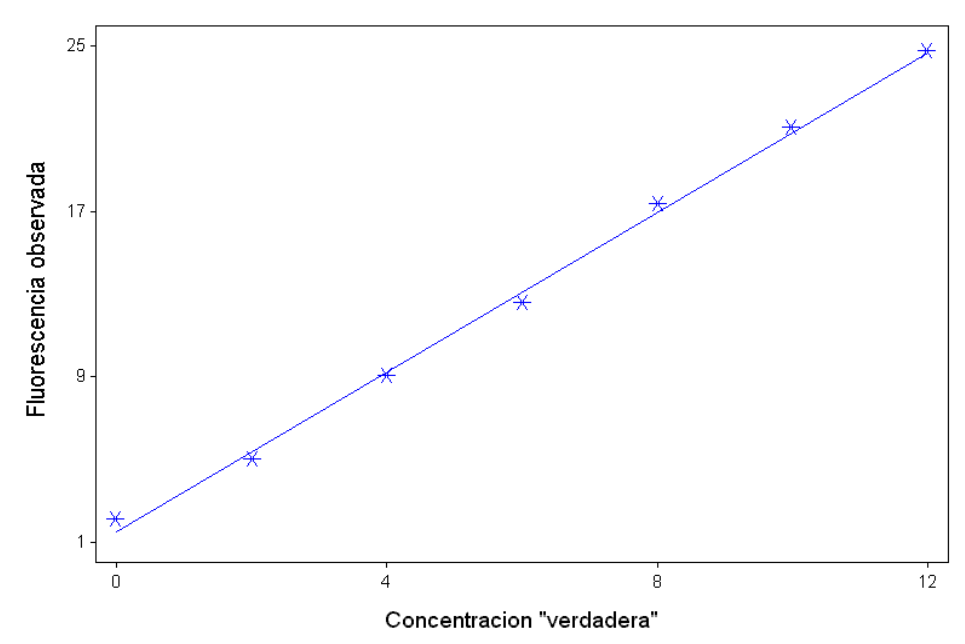 25
17
9
1
Fluorescencia observada
0 4 8 12
Concentracion "verdadera"